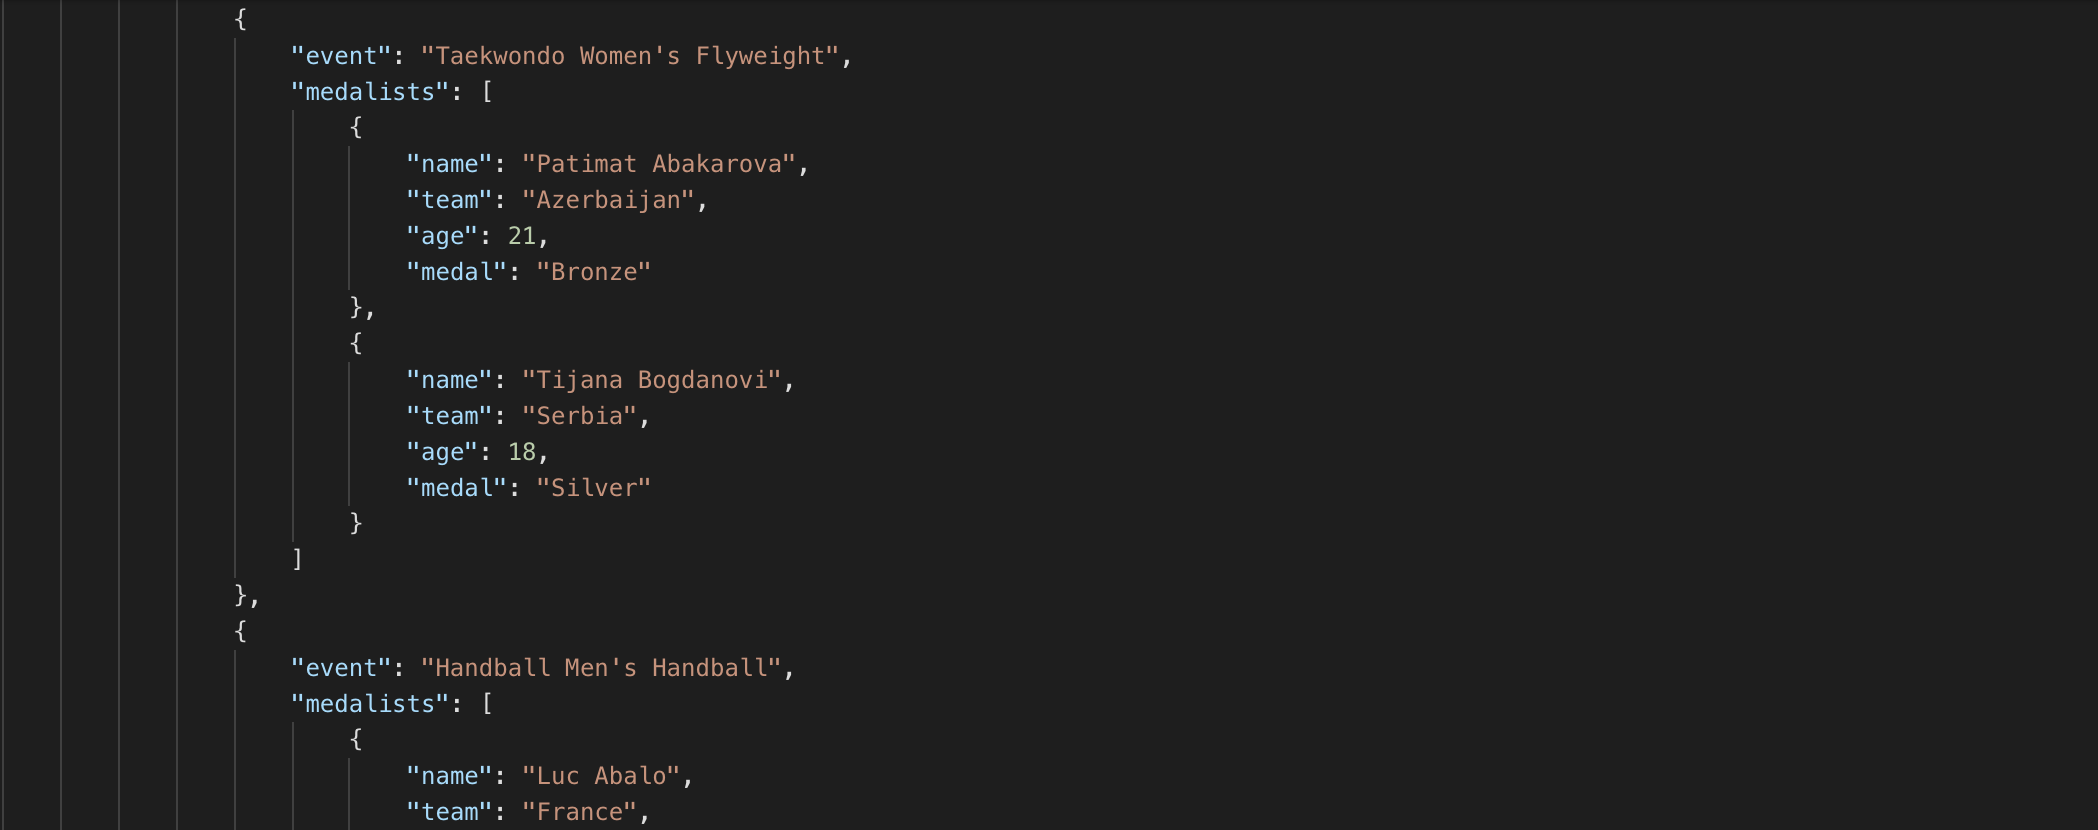 {
"event": "Taekwondo Women's Flyweight",
"medalists": [
{
"name": "Patimat Abakarova",
"team": "Azerbaijan",
"age": 21,
"medal": "Bronze"
},
{
"name": "Tijana Bogdanovi",
"team": "Serbia",
"age": 18,
"medal": "Silver"
}
]
},
{
"event": "Handball Men's Handball",
"medalists": [
{
"name": "Luc Abalo",
"team": "France",